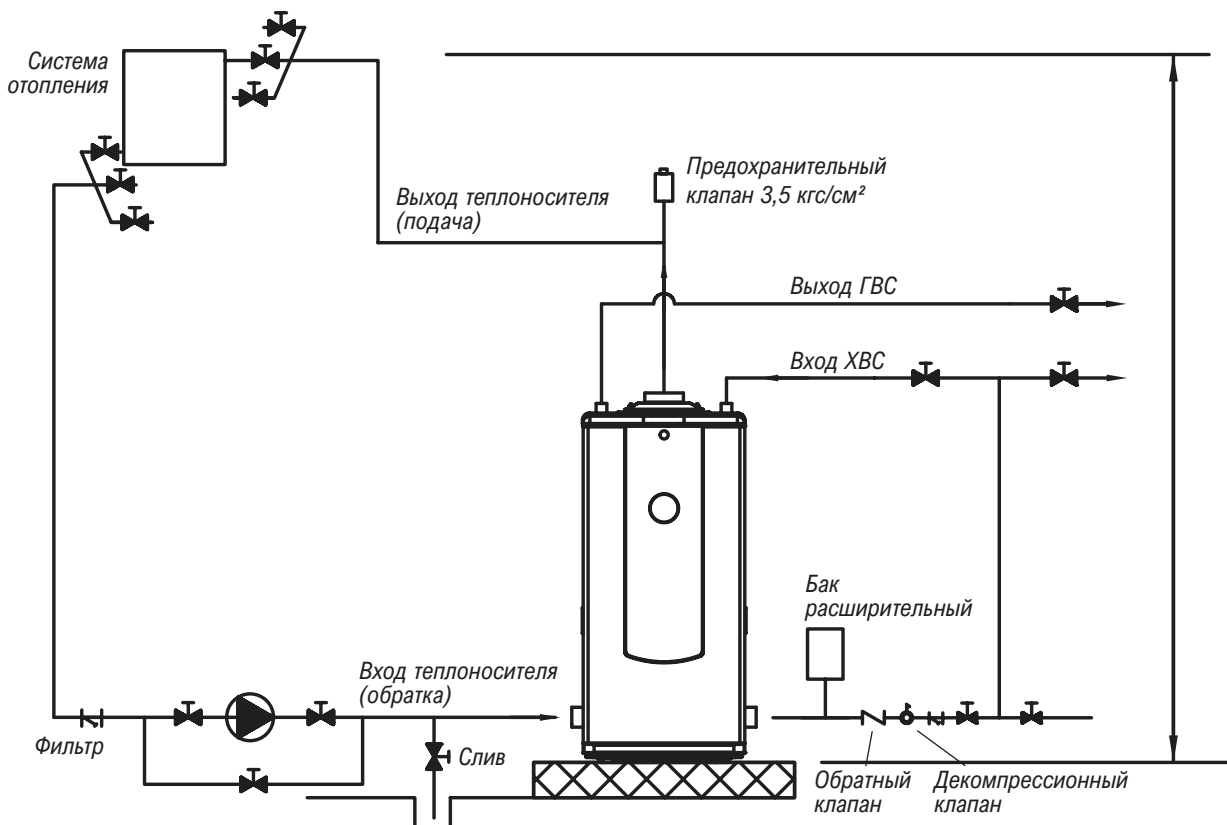 Система
отопления
Предохранительный
клапан 3,5 кгс/см²
Выход теплоносителя
(подача)
Выход ГВС
Вход ХВС
Бак
расширительный
Вход теплоносителя
(обратка)
Фильтр
Слив
Обратный
клапан
Декомпрессионный
клапан